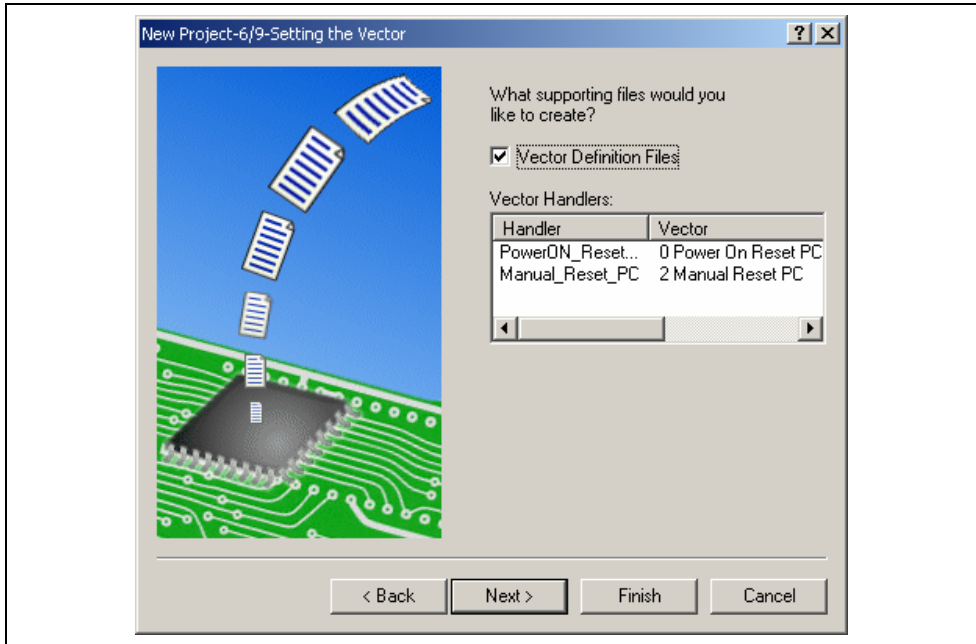 New Project-6/9-Setting the Vector
What supporting files would you
like to create?
Vector Definition Files
Vector Handlers:
Handler Vector
PowerON_Reset... 0 Power On Reset PC
Manual_Reset_PC 2 Manual Reset PC
< Back Next > Finish Cancel